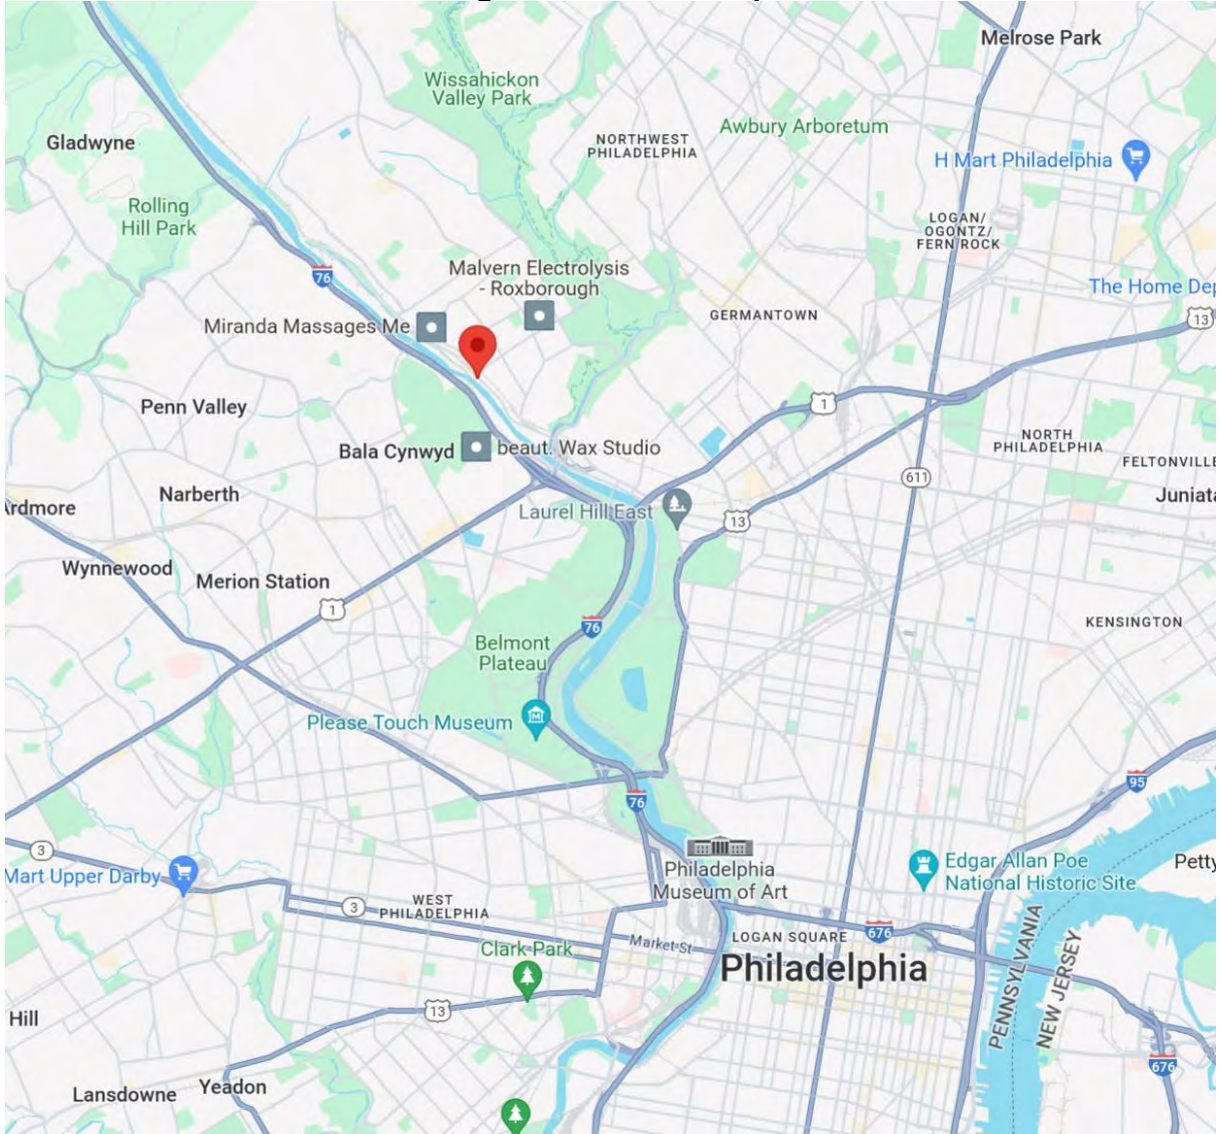 Melrose Park
Wissahickon
Valley Park
Awbury Arboretum
Gladwyne
NORTHWEST
PHILADELPHIA
H Mart Philadelphia
Rolling
Hill Park
LOGAN/
OGONTZ/
FERN ROCK
76
Malvern Electrolysis
- Roxborough
The Home Dep
Miranda Massages Me
GERMANTOWN
13
Penn Valley
1
Bala Cynwyd
beaut. Wax Studio
NORTH
PHILADELPHIA
FELTONVILLE
611
Narberth
Juniata
Ardmore
Laurel Hill East
13
Wynnewood
Merion Station
1
76
KENSINGTON
Belmont
Plateau
Please Touch Museum
95
76
3
Philadelphia
Museum of Art
Edgar Allan Poe
National Historic Site
Petty
Mart Upper Darby
3
WEST
PHILADELPHIA
Market St
LOGAN SQUARE
676
Clark Park
Philadelphia
PENNSYLVANIA
NEW JERSEY
13
Hill
676
Lansdowne
Yeadon